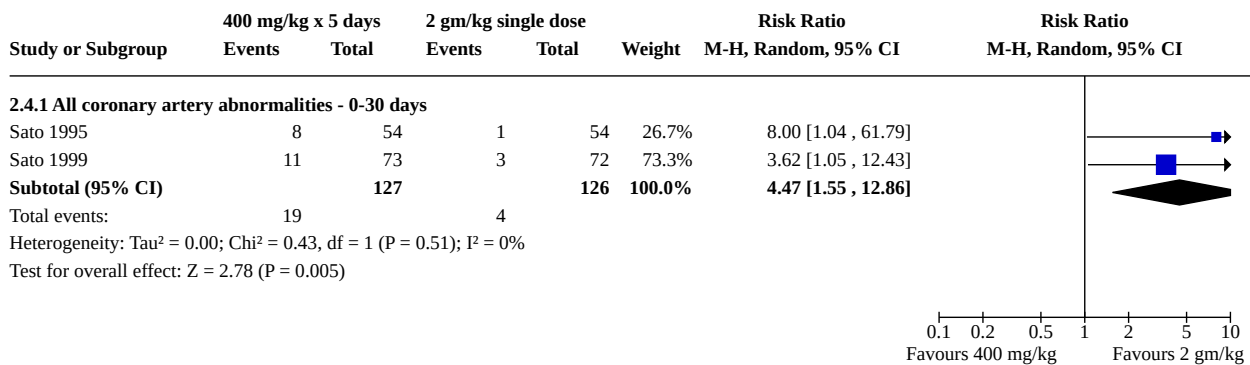 400 mg/kg x 5 days 2 gm/kg single dose Risk Ratio Risk Ratio
Study or Subgroup Events Total Events Total Weight M-H, Random, 95% CI M-H, Random, 95% CI
2.4.1 All coronary artery abnormalities - 0-30 days
Sato 1995 8 54 1 54 26.7% 8.00 [1.04 , 61.79]
Sato 1999 11 73 3 72 73.3% 3.62 [1.05 , 12.43]
Subtotal (95% CI) 127 126 100.0% 4.47 [1.55 , 12.86]
Total events: 19 4
Heterogeneity: Tau² = 0.00; Chi² = 0.43, df = 1 (P = 0.51); I² = 0%
Test for overall effect: Z = 2.78 (P = 0.005)
0.1 0.2 0.5 1 2 5 10
Favours 400 mg/kg Favours 2 gm/kg